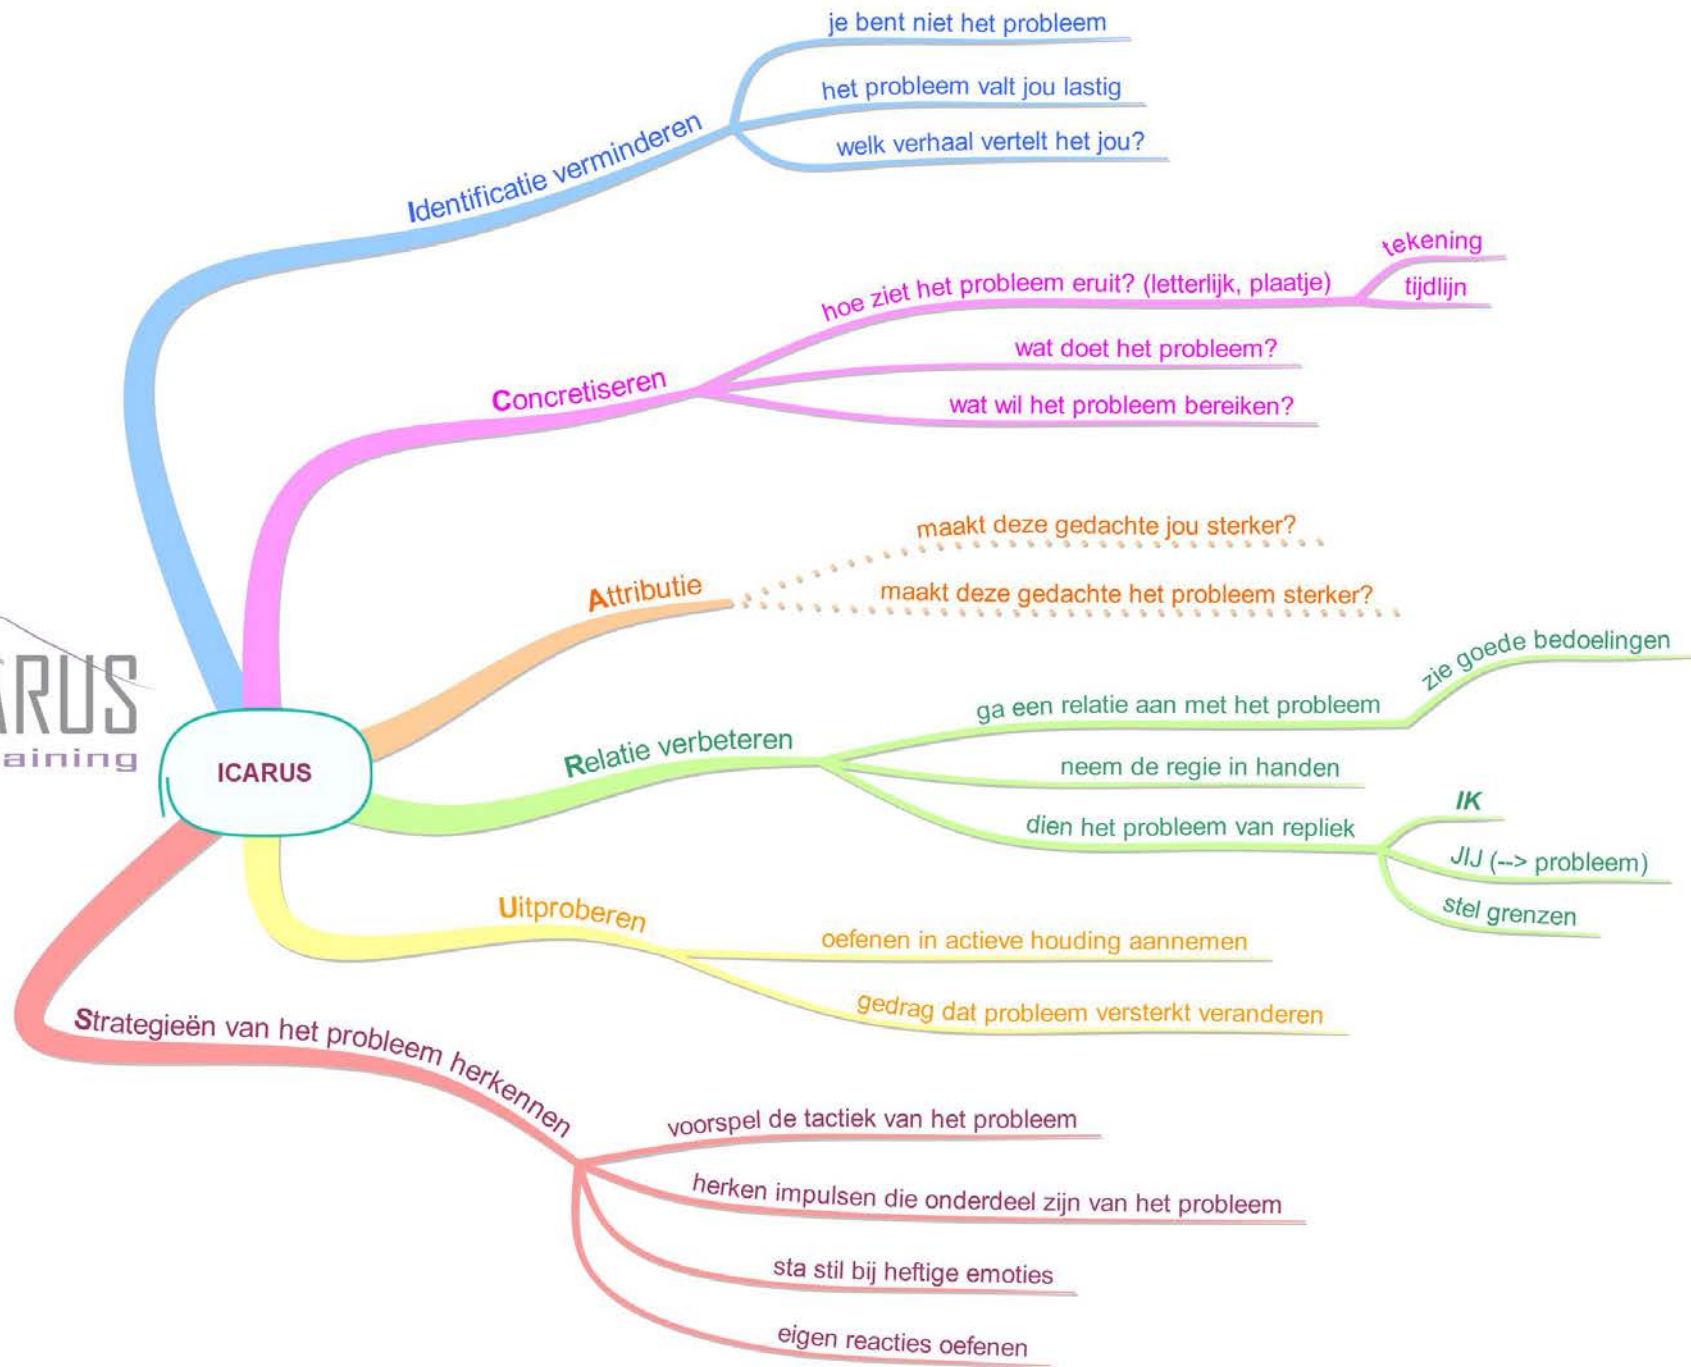 je bent niet het probleem
het probleem valt jou lastig
welk verhaal vertelt het jou?
Identificatie verminderen
tekening
tijdlijn
hoe ziet het probleem eruit? (letterlijk, plaatje)
wat doet het probleem?
wat wil het probleem bereiken?
Concretiseren
maakt deze gedachte jou sterker?
maakt deze gedachte het probleem sterker?
Attributie
zie goede bedoelingen
ga een relatie aan met het probleem
neem de regie in handen
dien het probleem van repliek
IK
JIJ (--> probleem)
stel grenzen
Relatie verbeteren
ARUS
aining
ICARUS
Uitproberen
oefenen in actieve houding aannemen
gedrag dat probleem versterkt veranderen
Strategieën van het probleem herkennen
voorspel de tactiek van het probleem
herken impulsen die onderdeel zijn van het probleem
sta stil bij heftige emoties
eigen reacties oefenen